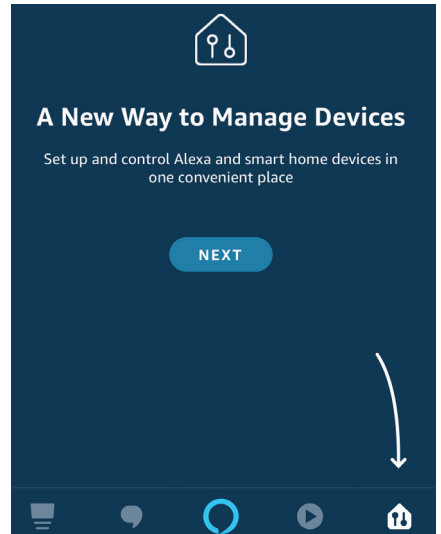 A New Way to Manage Devices
Set up and control Alexa and smart home devices in
one convenient place
NEXT